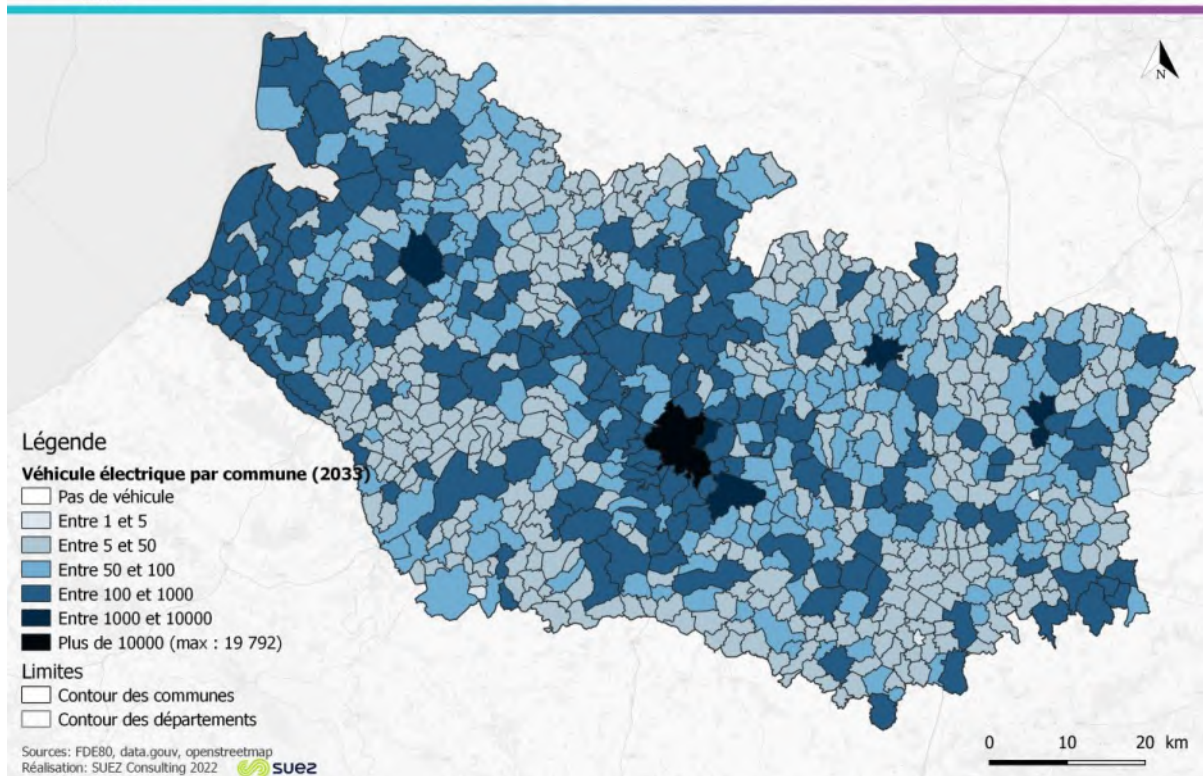 N
Légende
Véhicule électrique par commune (2033)
Pas de véhicule
Entre 1 et 5
Entre 5 et 50
Entre 50 et 100
Entre 100 et 1000
Entre 1000 et 10000
Plus de 10000 (max : 19 792)
Limites
Contour des communes
Contour des départements
Sources: FDE80, data.gouv, openstreetmap
Réalisation: SUEZ Consulting 2022 suez
0 10 20 km